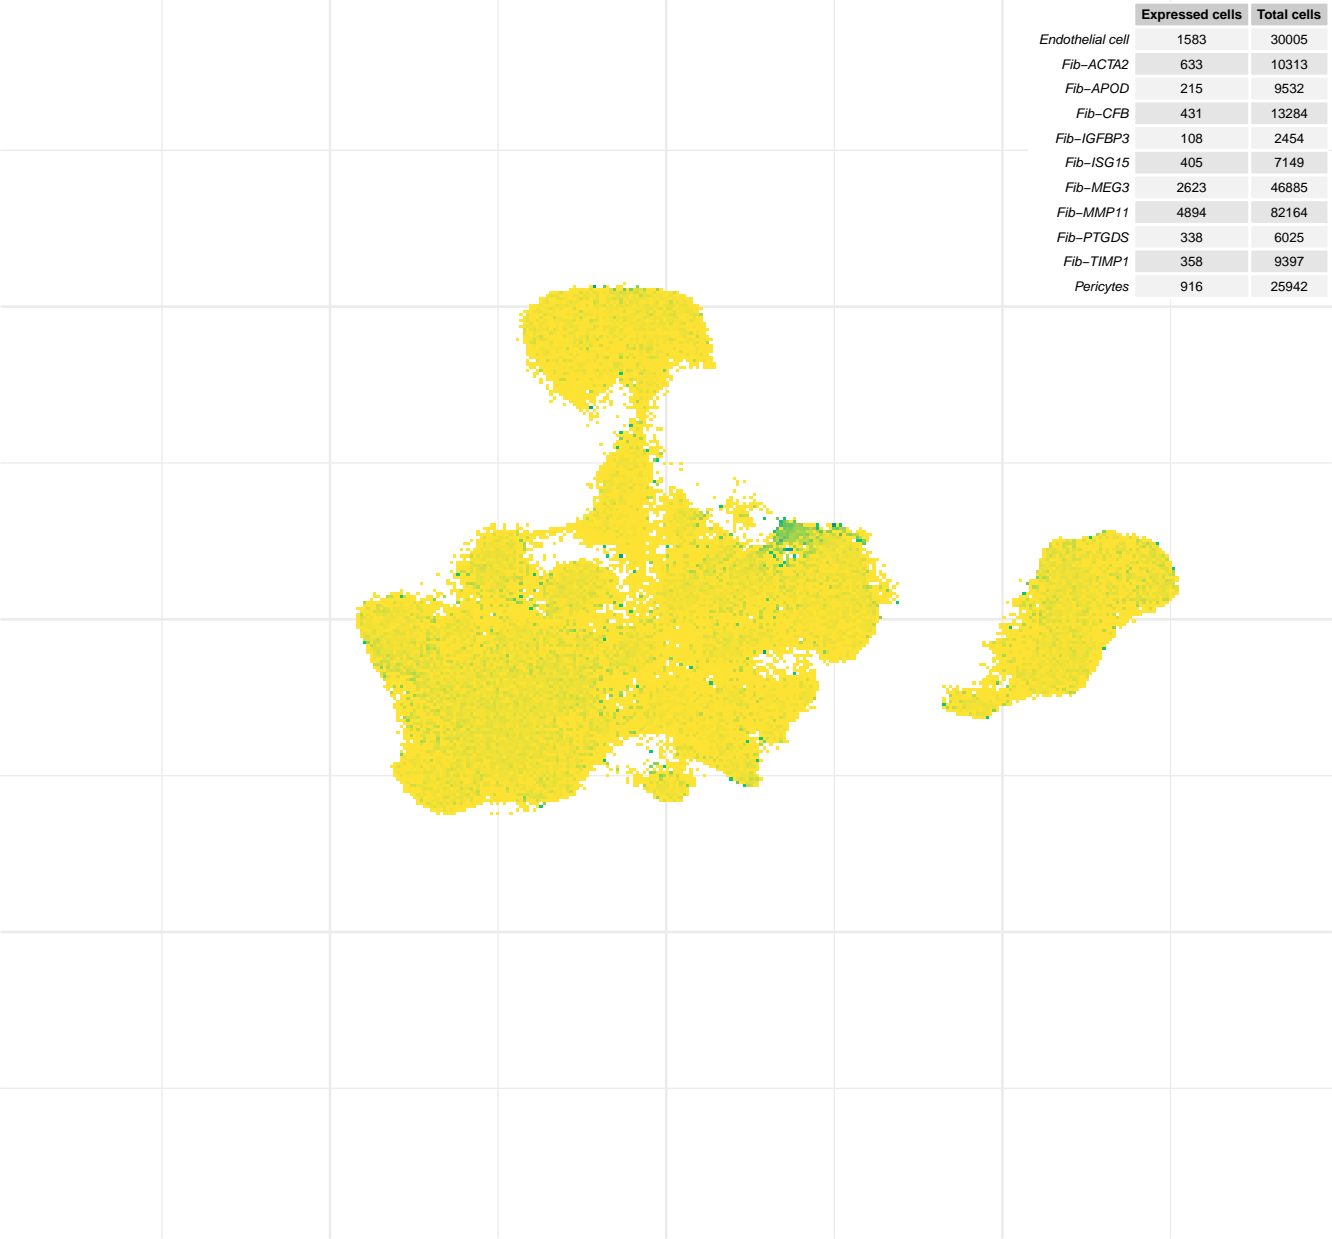 Expressed cells Total cells
Endothelial cell 1583 30005
Fib−ACTA2 633 10313
Fib−APOD 215 9532
Fib−CFB 431 13284
Fib−IGFBP3 108 2454
Fib−ISG15 405 7149
Fib−MEG3 2623 46885
Fib−MMP11 4894 82164
Fib−PTGDS 338 6025
Fib−TIMP1 358 9397
Pericytes 916 25942